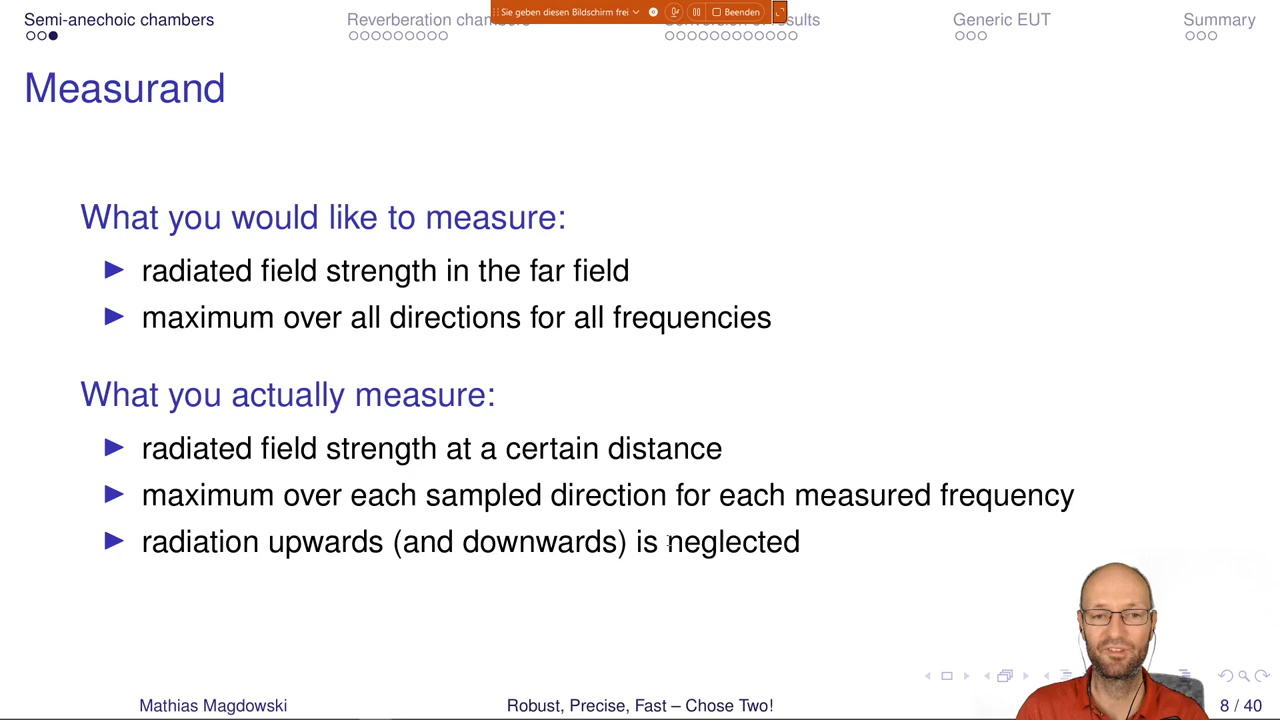 Sie geben diesen Bildschirm frei Beenden
Semi-anechoic chambers Reverberation chambers Conversion of results Generic EUT Summary
Measurand
What you would like to measure:
radiated field strength in the far field
maximum over all directions for all frequencies
What you actually measure:
radiated field strength at a certain distance
maximum over each sampled direction for each measured frequency
radiation upwards (and downwards) is neglected
Mathias Magdowski Robust, Precise, Fast – Chose Two! 8 / 40